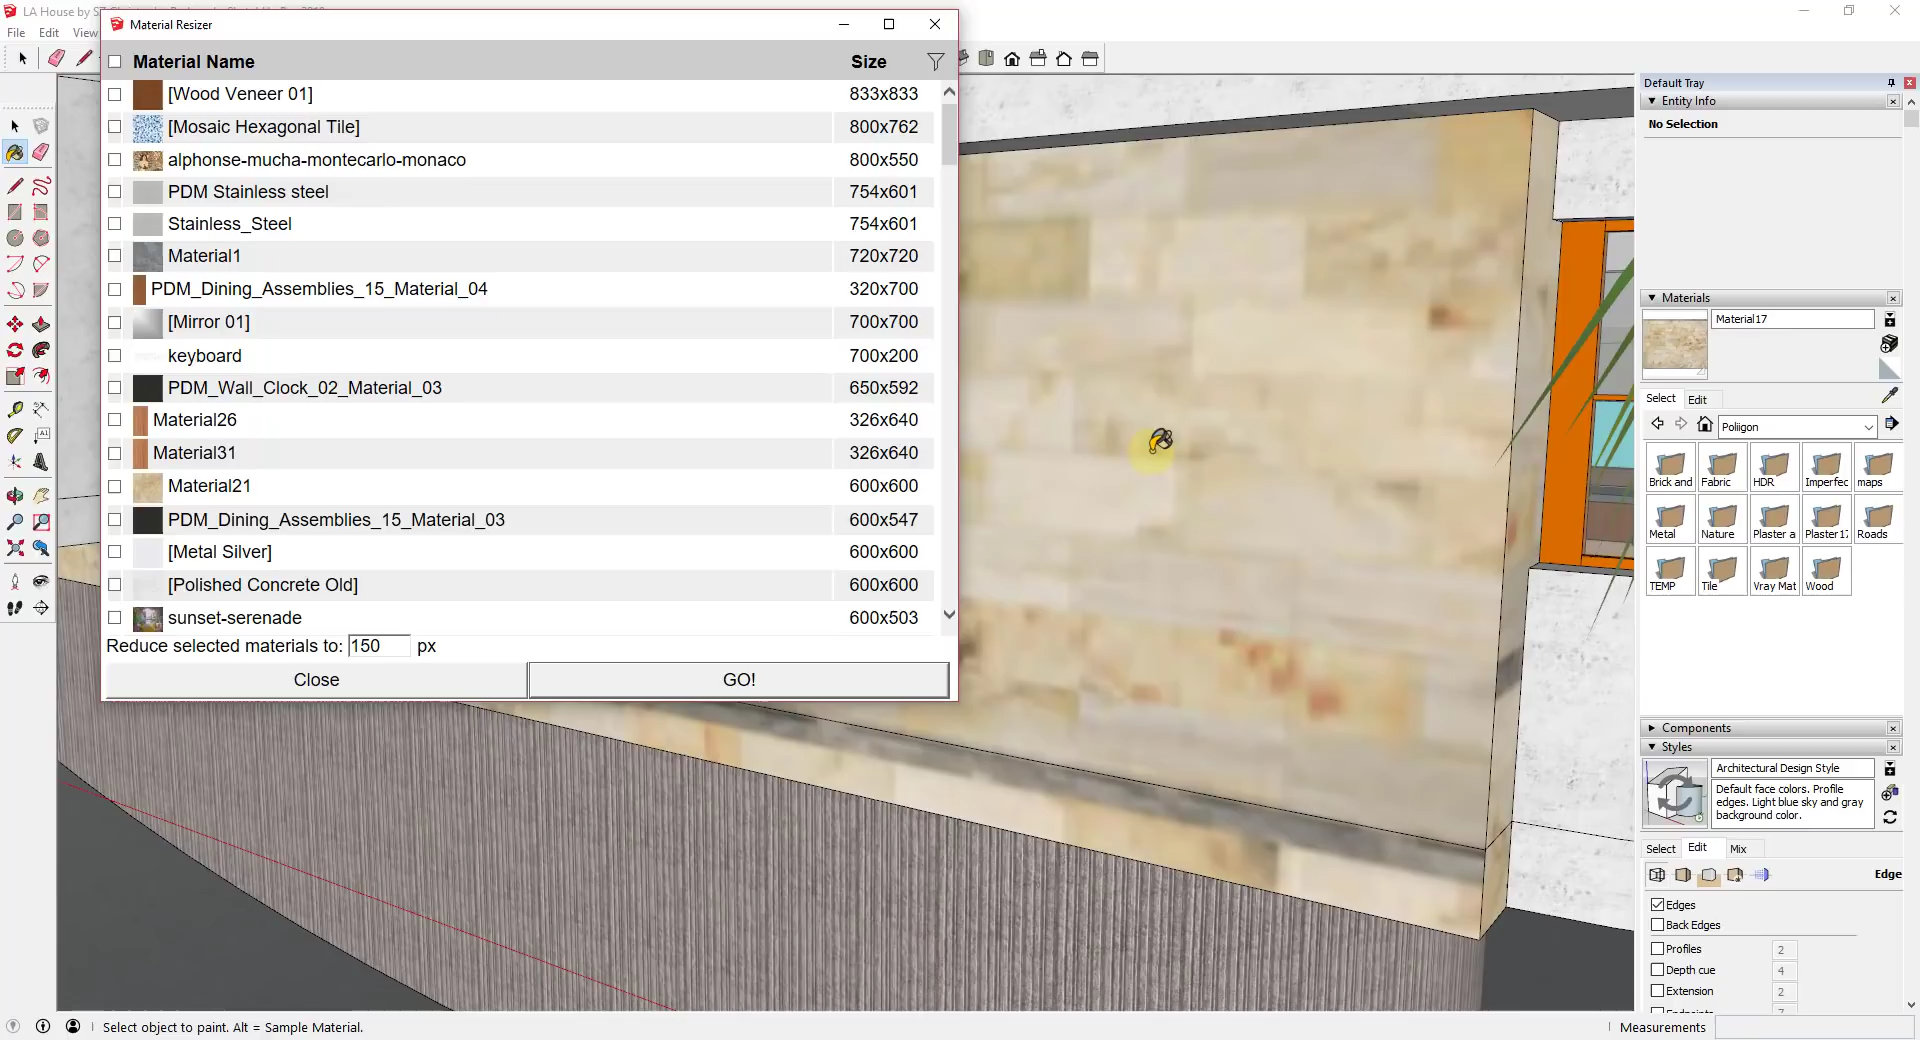 LA House by S
Material Resizer
File Edit View
Material Name Size
[Wood Veneer 01] 833x833
[Mosaic Hexagonal Tile] 800x762
alphonse-mucha-montecarlo-monaco 800x550
PDM Stainless steel 754x601
Stainless_Steel 754x601
Material1 720x720
PDM_Dining_Assemblies_15_Material_04 320x700
[Mirror 01] 700x700
keyboard 700x200
PDM_Wall_Clock_02_Material_03 650x592
Material26 326x640
Material31 326x640
Material21 600x600
PDM_Dining_Assemblies_15_Material_03 600x547
[Metal Silver] 600x600
[Polished Concrete Old] 600x600
sunset-serenade 600x503
Reduce selected materials to: 150 px
Close GO!
Default Tray
Entity Info
No Selection
Materials
Material17
Select Edit
Poliigon
Brick and Fabric HDR Imperfec maps
Metal Nature Plaster a Plaster17 Roads
TEMP Tile Vray Mat Wood
Components
Styles
Architectural Design Style
Default face colors. Profile
edges. Light blue sky and gray
background color.
Select Edit Mix
Edge
Edges
Back Edges
Profiles 2
Depth cue 4
Extension 2
Select object to paint. Alt = Sample Material.
Measurements